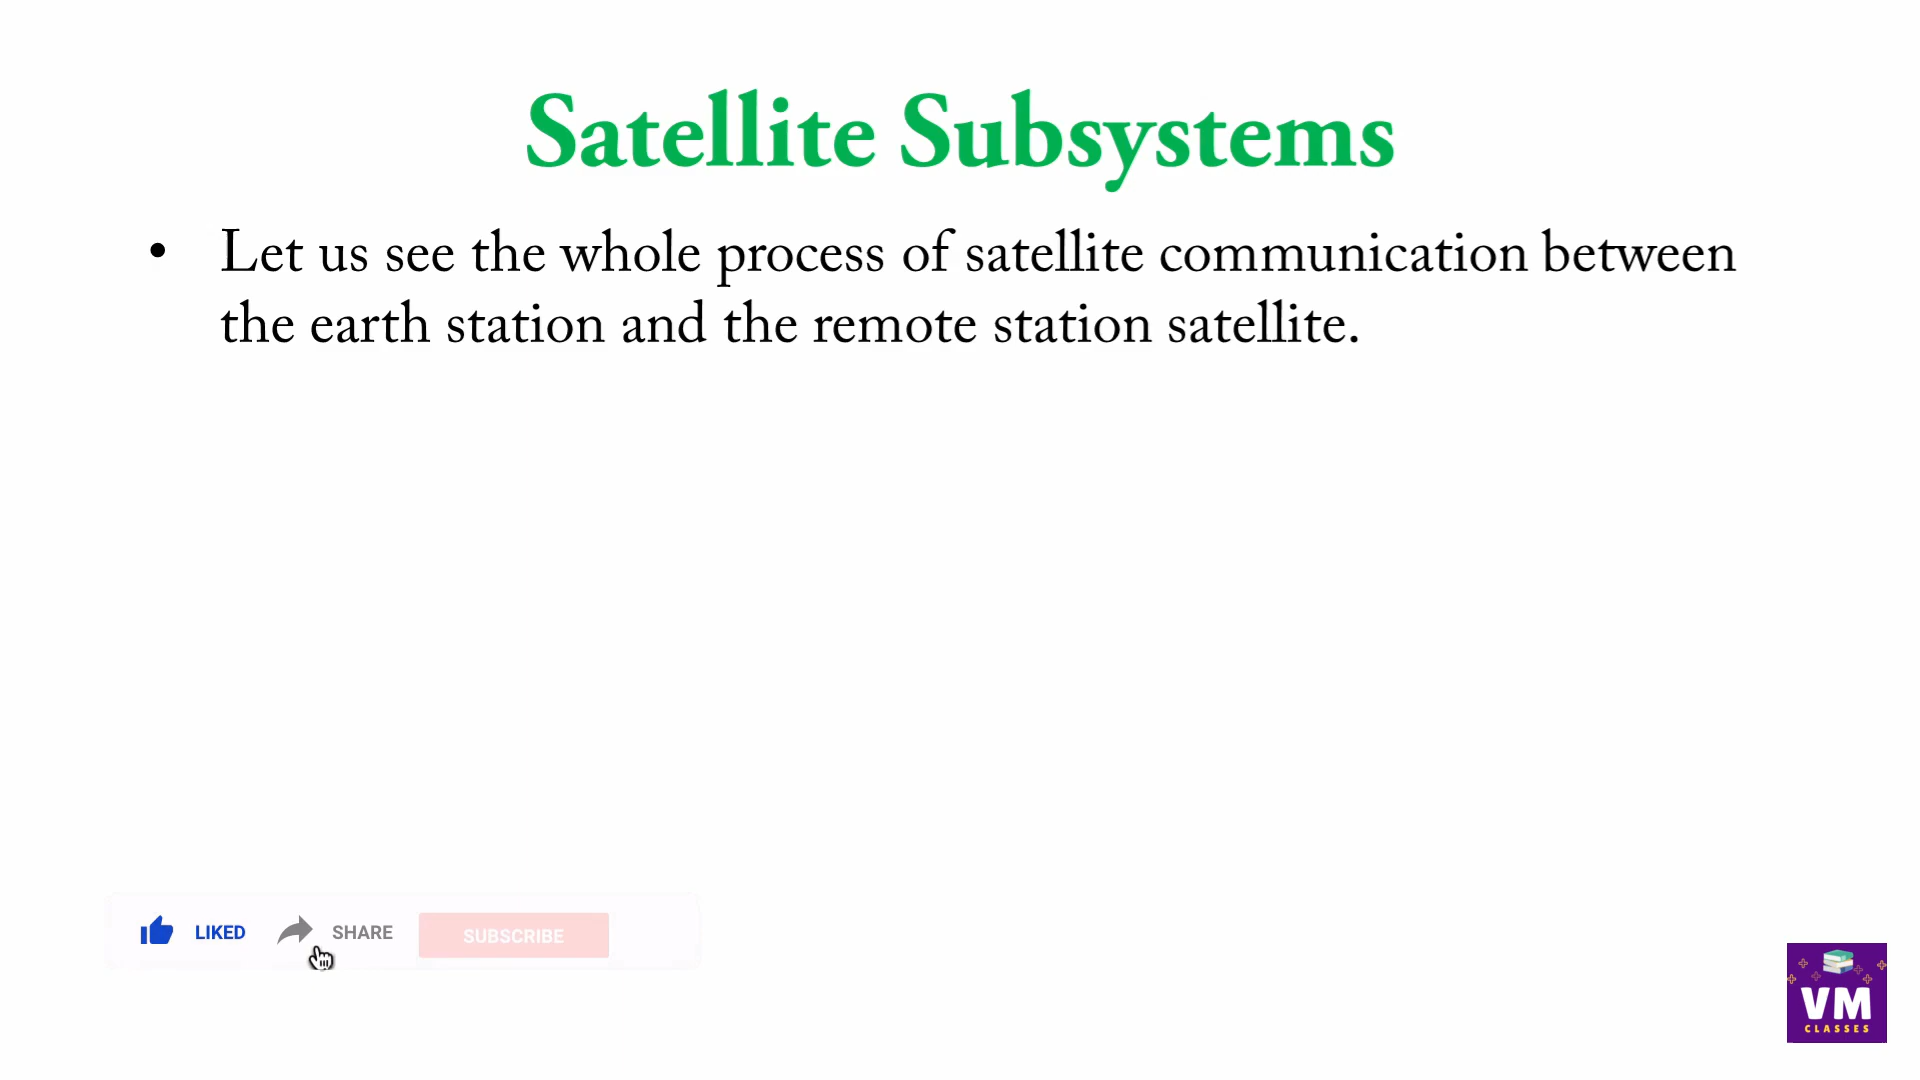 Satellite Subsystems
• Let us see the whole process of satellite communication between
the earth station and the remote station satellite.
LIKED SHARE SUBSCRIBE
VM
CLASSES